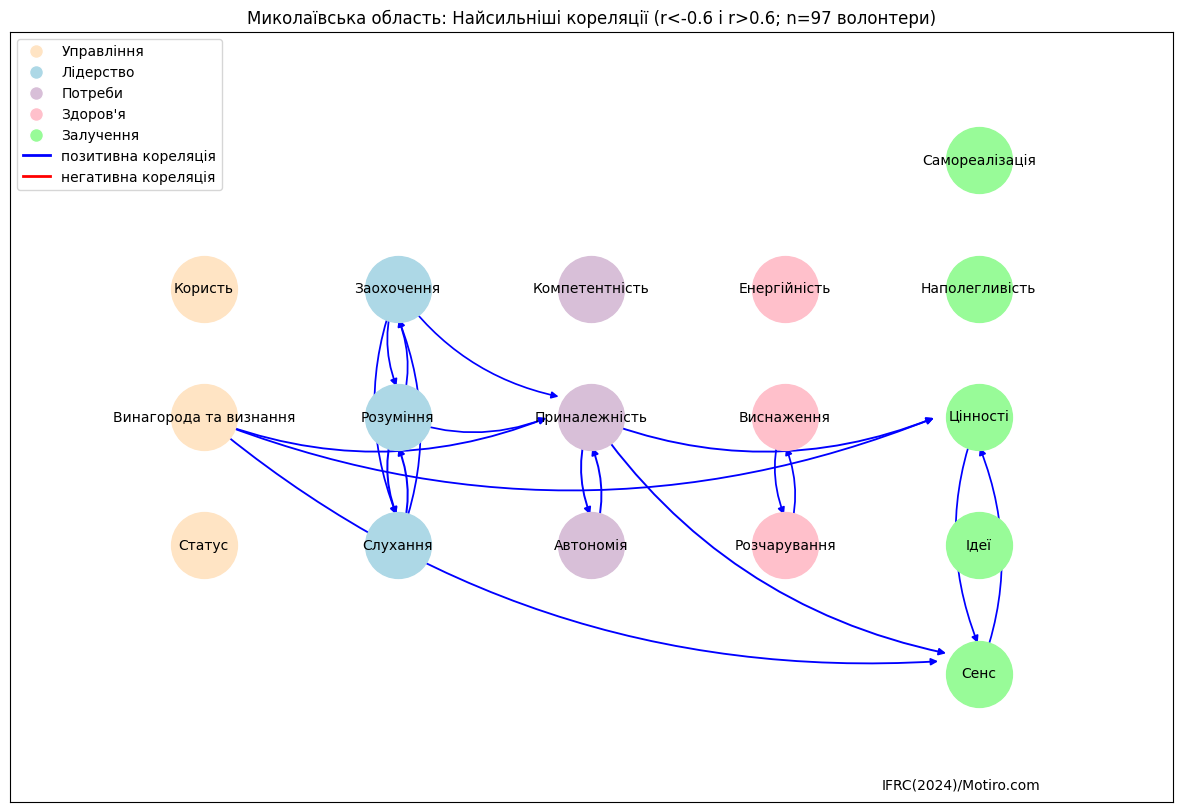 Миколаївська область: Найсильніші кореляції (r<-0.6 і r>0.6; n=97 волонтери)
Управління
Лідерство
Потреби
Здоров'я
Залучення
позитивна кореляція
негативна кореляція
Самореалізація
Користь
Заохочення
Компетентність
Енергійність
Наполегливість
Винагорода та визнання
Розуміння
Приналежність
Виснаження
Цінності
Статус
Слухання
Автономія
Розчарування
Ідеї
Сенс
IFRC(2024)/Motiro.com